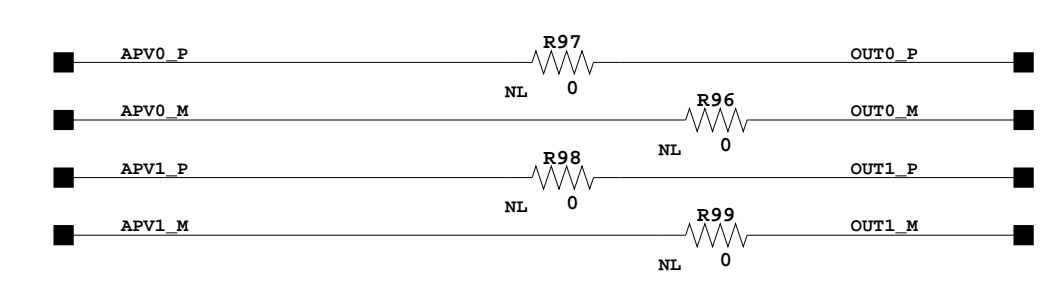 R97
APV0_P OUT0_P
NL 0
R96
APV0_M OUT0_M
NL 0
R98
APV1_P OUT1_P
NL 0
R99
APV1_M OUT1_M
NL 0